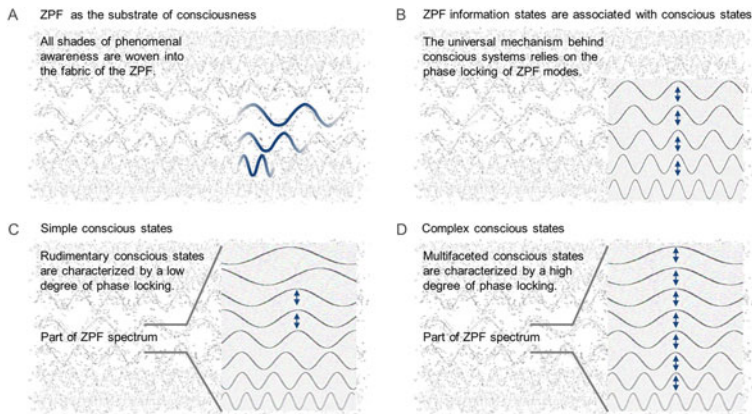 A ZPF as the substrate of consciousness
All shades of phenomenal
awareness are woven into
the fabric of the ZPF.
B ZPF information states are associated with conscious states
The universal mechanism behind
conscious systems relies on the
phase locking of ZPF modes.
C Simple conscious states
Rudimentary conscious states
are characterized by a low
degree of phase locking.
Part of ZPF spectrum
D Complex conscious states
Multifaceted conscious states
are characterized by a high
degree of phase locking.
Part of ZPF spectrum